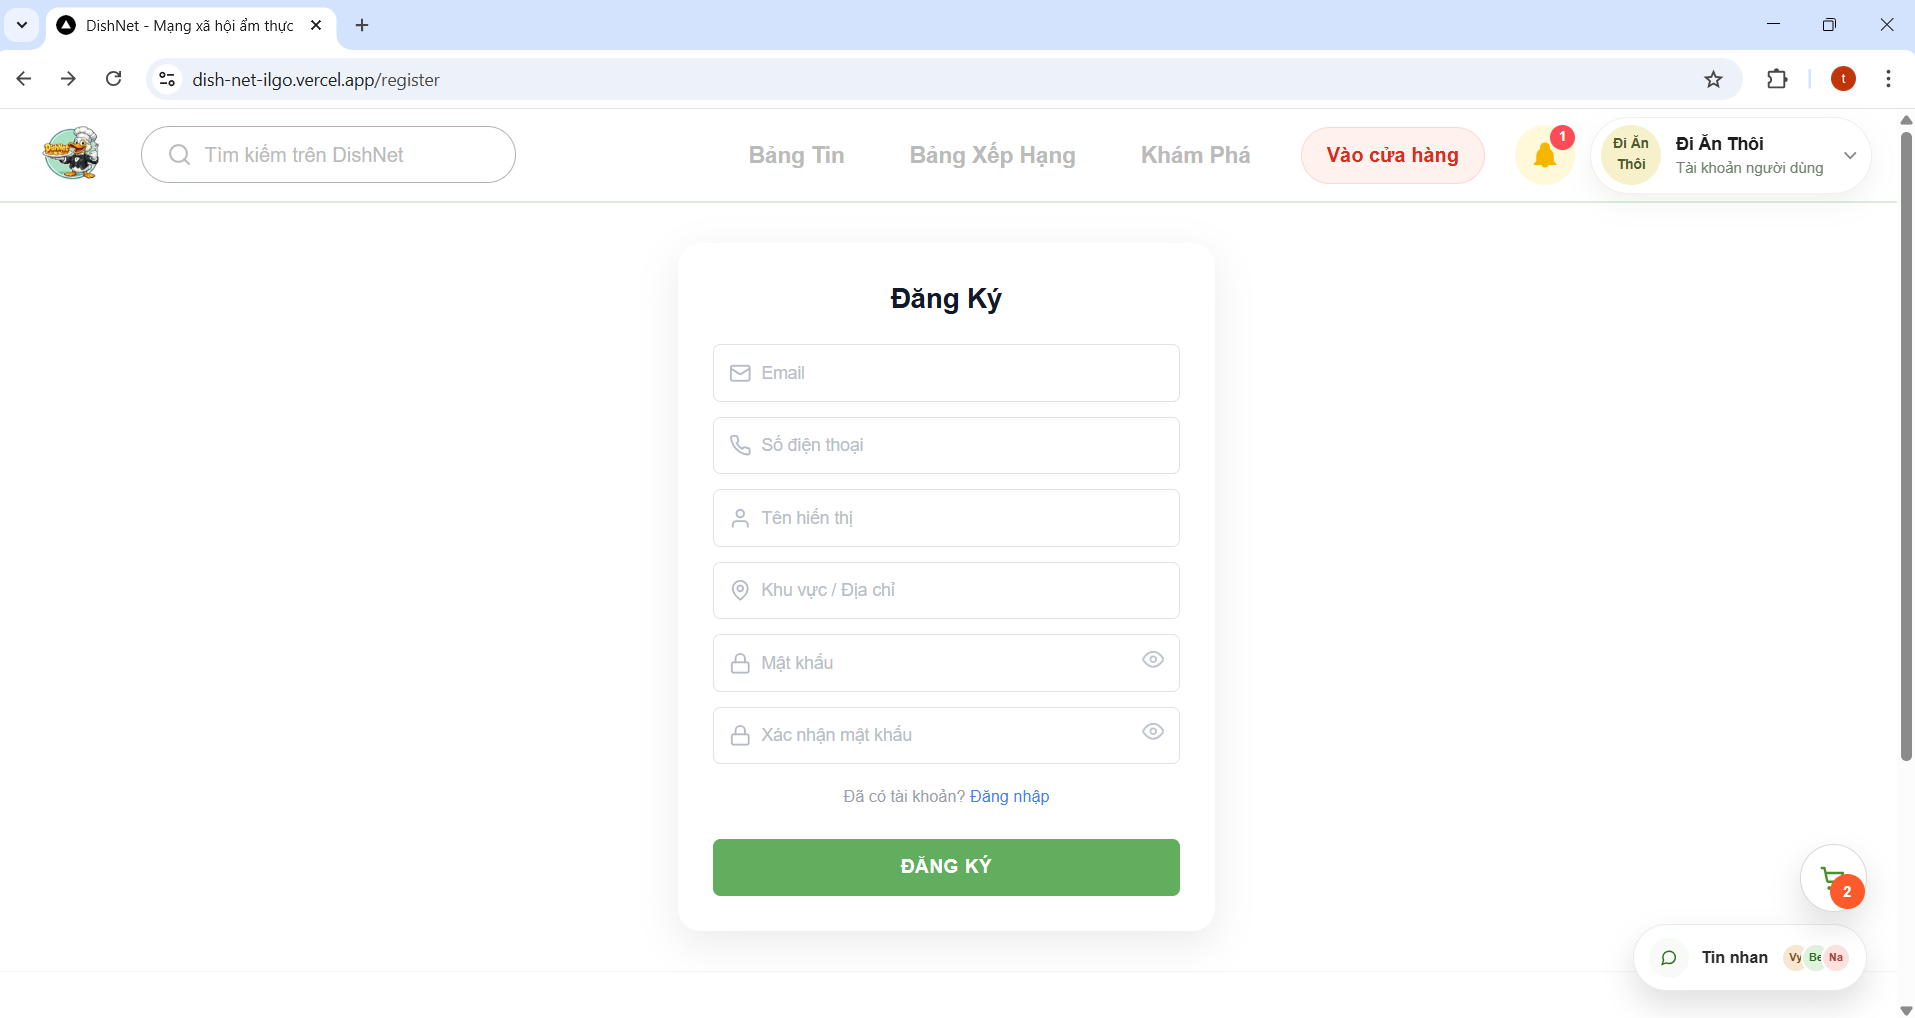 DishNet - Mạng xã hội ẩm thực
dish-net-ilgo.vercel.app/register
t
DishNet
Tìm kiếm trên DishNet
Bảng Tin
Bảng Xếp Hạng
Khám Phá
Vào cửa hàng
1
Đi Ăn
Thôi
Đi Ăn Thôi
Tài khoản người dùng
Đăng Ký
Email
Số điện thoại
Tên hiển thị
Khu vực / Địa chỉ
Mật khẩu
Xác nhận mật khẩu
Đã có tài khoản? Đăng nhập
ĐĂNG KÝ
2
Tin nhan
Vy
Be
Na